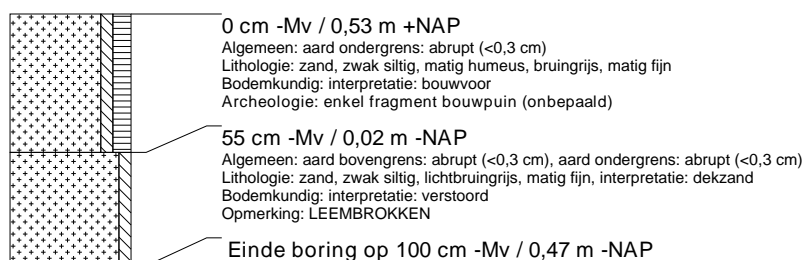 0 cm -Mv / 0,53 m +NAP
Algemeen: aard ondergrens: abrupt (<0,3 cm)
Lithologie: zand, zwak siltig, matig humeus, bruingrijs, matig fijn
Bodemkundig: interpretatie: bouwvoor
Archeologie: enkel fragment bouwpuin (onbepaald)
55 cm -Mv / 0,02 m -NAP
Algemeen: aard bovengrens: abrupt (<0,3 cm), aard ondergrens: abrupt (<0,3 cm)
Lithologie: zand, zwak siltig, lichtbruingrijs, matig fijn, interpretatie: dekzand
Bodemkundig: interpretatie: verstoord
Opmerking: LEEMBROKKEN
Einde boring op 100 cm -Mv / 0,47 m -NAP